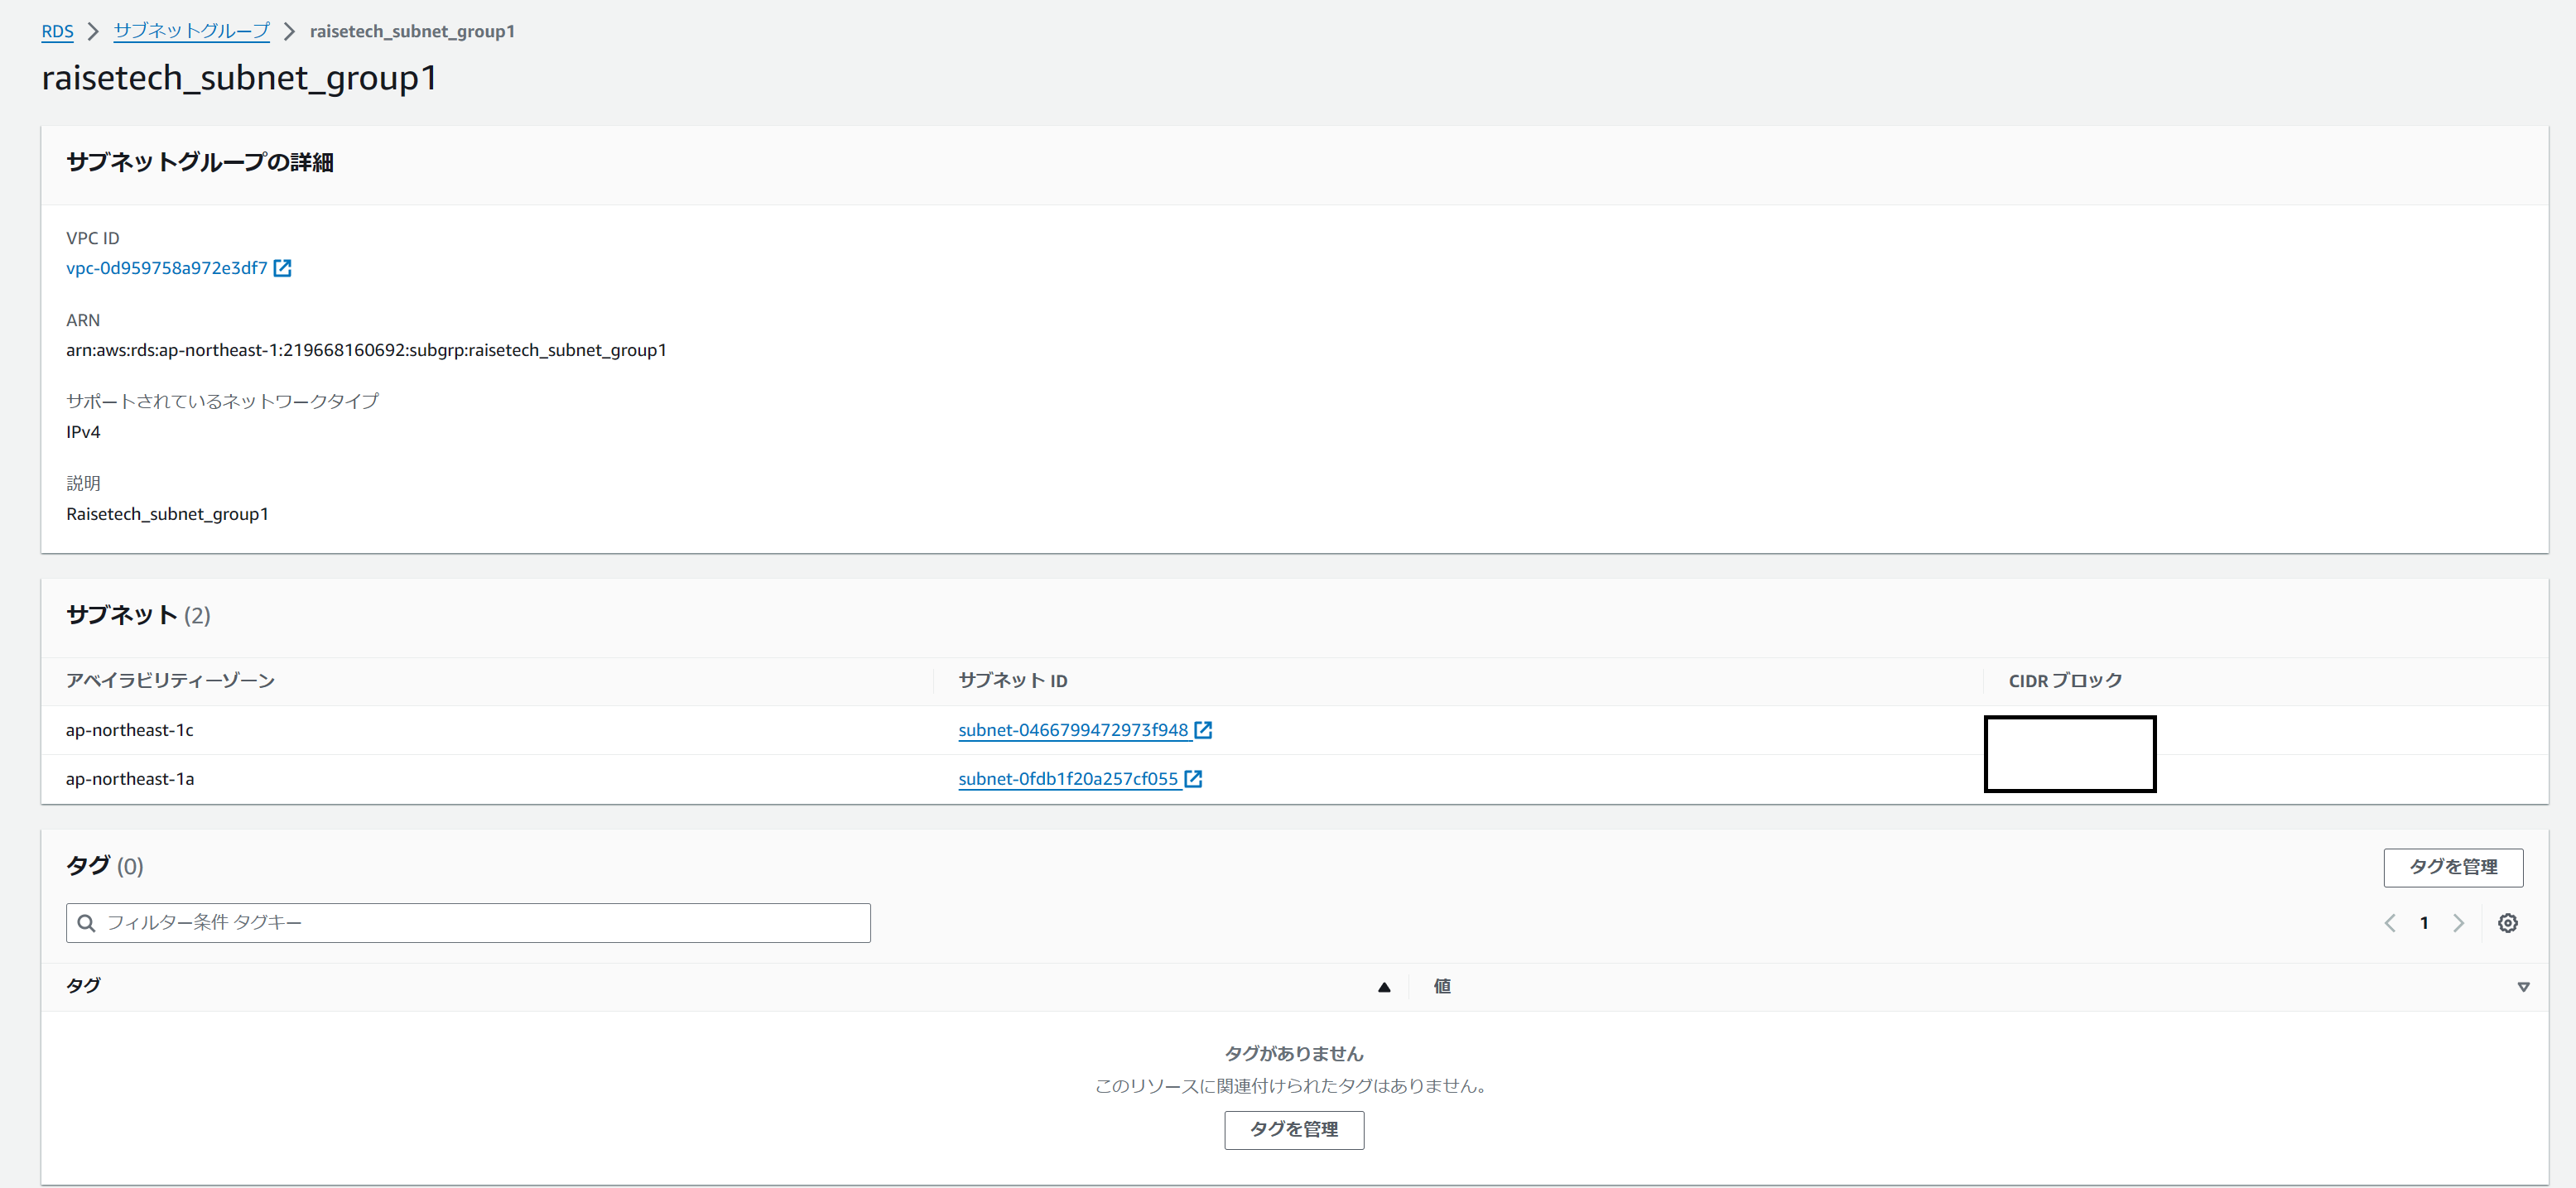 RDS > サブネットグループ > raisetech_subnet_group1
raisetech_subnet_group1
サブネットグループの詳細
VPC ID
vpc-0d959758a972e3df7
ARN
arn:aws:rds:ap-northeast-1:219668160692:subgrp:raisetech_subnet_group1
サポートされているネットワークタイプ
IPv4
説明
Raisetech_subnet_group1
サブネット (2)
アベイラビリティーゾーン サブネット ID CIDR ブロック
ap-northeast-1c subnet-0466799472973f948
ap-northeast-1a subnet-0fdb1f20a257cf055
タグ (0) タグを管理
フィルター条件 タグキー 1
タグ 値
タグがありません
このリソースに関連付けられたタグはありません。
タグを管理